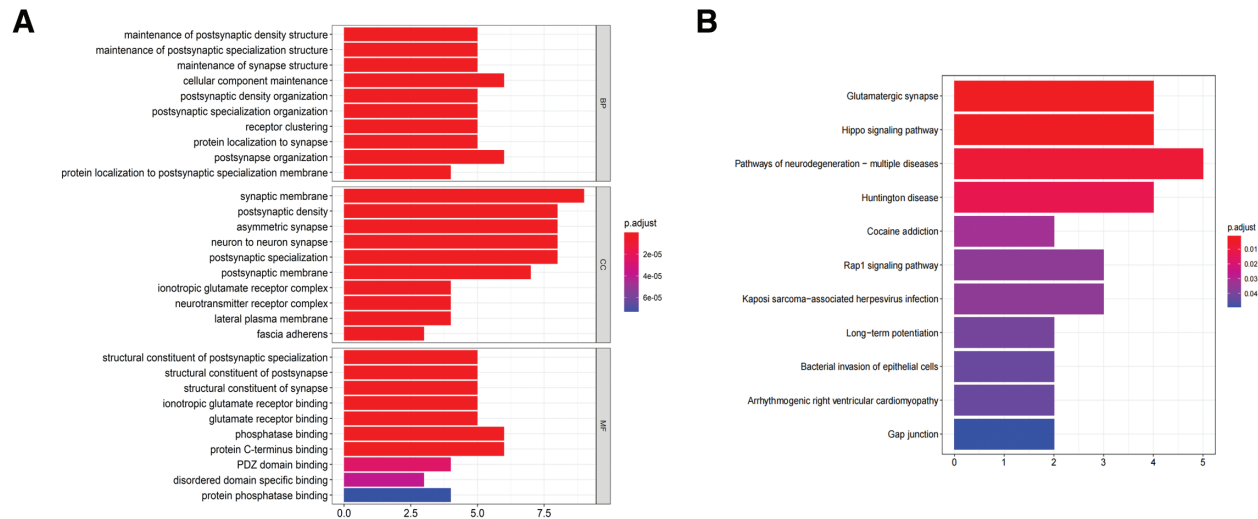 A
maintenance of postsynaptic density structure
maintenance of postsynaptic specialization structure
maintenance of synapse structure
cellular component maintenance
postsynaptic density organization
postsynaptic specialization organization
receptor clustering
protein localization to synapse
postsynapse organization
protein localization to postsynaptic specialization membrane
BP
synaptic membrane
postsynaptic density
asymmetric synapse
neuron to neuron synapse
postsynaptic specialization
postsynaptic membrane
ionotropic glutamate receptor complex
neurotransmitter receptor complex
lateral plasma membrane
fascia adherens
CC
structural constituent of postsynaptic specialization
structural constituent of postsynapse
structural constituent of synapse
ionotropic glutamate receptor binding
glutamate receptor binding
phosphatase binding
protein C-terminus binding
PDZ domain binding
disordered domain specific binding
protein phosphatase binding
MF
0.0 2.5 5.0 7.5
p.adjust
2e-05
4e-05
6e-05
B
Glutamatergic synapse
Hippo signaling pathway
Pathways of neurodegeneration − multiple diseases
Huntington disease
Cocaine addiction
Rap1 signaling pathway
Kaposi sarcoma-associated herpesvirus infection
Long-term potentiation
Bacterial invasion of epithelial cells
Arrhythmogenic right ventricular cardiomyopathy
Gap junction
0 1 2 3 4 5
p.adjust
0.01
0.02
0.03
0.04